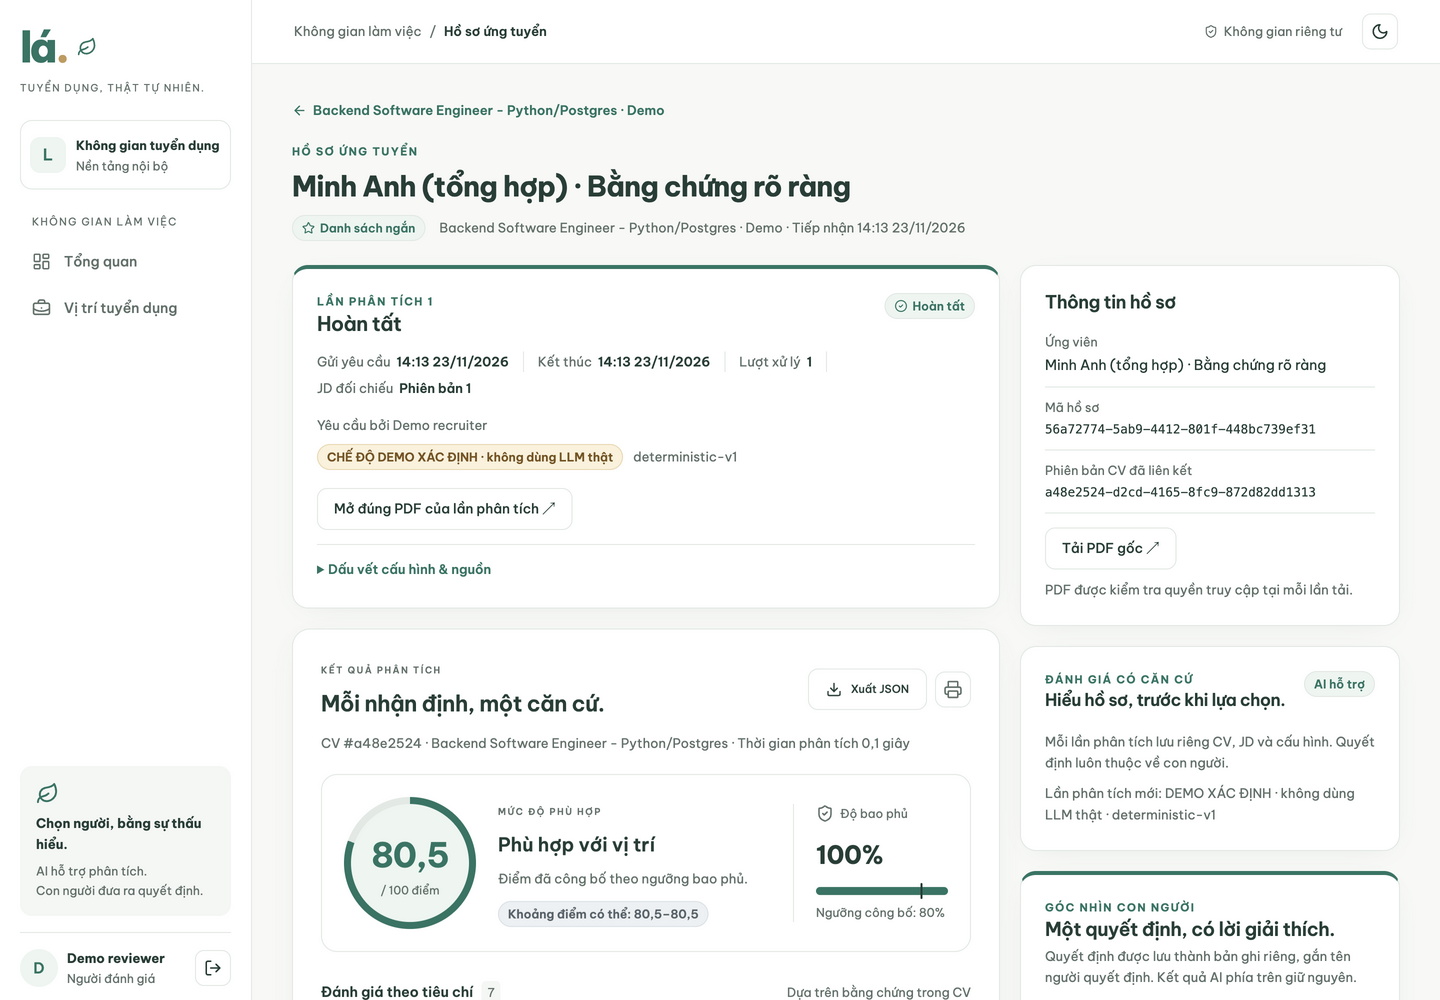 lá.
TUYỂN DỤNG, THẬT TỰ NHIÊN.
L
Không gian tuyển dụng
Nền tảng nội bộ
KHÔNG GIAN LÀM VIỆC
Tổng quan
Vị trí tuyển dụng
Chọn người, bằng sự thấu hiểu.
AI hỗ trợ phân tích.
Con người đưa ra quyết định.
D
Demo reviewer
Người đánh giá
Không gian làm việc / Hồ sơ ứng tuyển
Không gian riêng tư
← Backend Software Engineer - Python/Postgres · Demo
HỒ SƠ ỨNG TUYỂN
Minh Anh (tổng hợp) · Bằng chứng rõ ràng
Danh sách ngắn
Backend Software Engineer - Python/Postgres · Demo · Tiếp nhận 14:13 23/11/2026
LẦN PHÂN TÍCH 1
Hoàn tất
Hoàn tất
Gửi yêu cầu 14:13 23/11/2026
Kết thúc 14:13 23/11/2026
Lượt xử lý 1
JD đối chiếu Phiên bản 1
Yêu cầu bởi Demo recruiter
CHẾ ĐỘ DEMO XÁC ĐỊNH · không dùng LLM thật
deterministic-v1
Mở đúng PDF của lần phân tích ↗
▶ Dấu vết cấu hình & nguồn
KẾT QUẢ PHÂN TÍCH
Mỗi nhận định, một căn cứ.
Xuất JSON
CV #a48e2524 · Backend Software Engineer - Python/Postgres · Thời gian phân tích 0,1 giây
80,5
/ 100 điểm
MỨC ĐỘ PHÙ HỢP
Phù hợp với vị trí
Điểm đã công bố theo ngưỡng bao phủ.
Khoảng điểm có thể: 80,5–80,5
Độ bao phủ
100%
Ngưỡng công bố: 80%
Đánh giá theo tiêu chí 7
Dựa trên bằng chứng trong CV
Thông tin hồ sơ
Ứng viên
Minh Anh (tổng hợp) · Bằng chứng rõ ràng
Mã hồ sơ
56a72774-5ab9-4412-801f-448bc739ef31
Phiên bản CV đã liên kết
a48e2524-d2cd-4165-8fc9-872d82dd1313
Tải PDF gốc ↗
PDF được kiểm tra quyền truy cập tại mỗi lần tải.
ĐÁNH GIÁ CÓ CĂN CỨ
AI hỗ trợ
Hiểu hồ sơ, trước khi lựa chọn.
Mỗi lần phân tích lưu riêng CV, JD và cấu hình. Quyết
định luôn thuộc về con người.
Lần phân tích mới: DEMO XÁC ĐỊNH · không dùng
LLM thật · deterministic-v1
GÓC NHÌN CON NGƯỜI
Một quyết định, có lời giải thích.
Quyết định được lưu thành bản ghi riêng, gắn tên
người quyết định. Kết quả AI phía trên giữ nguyên.